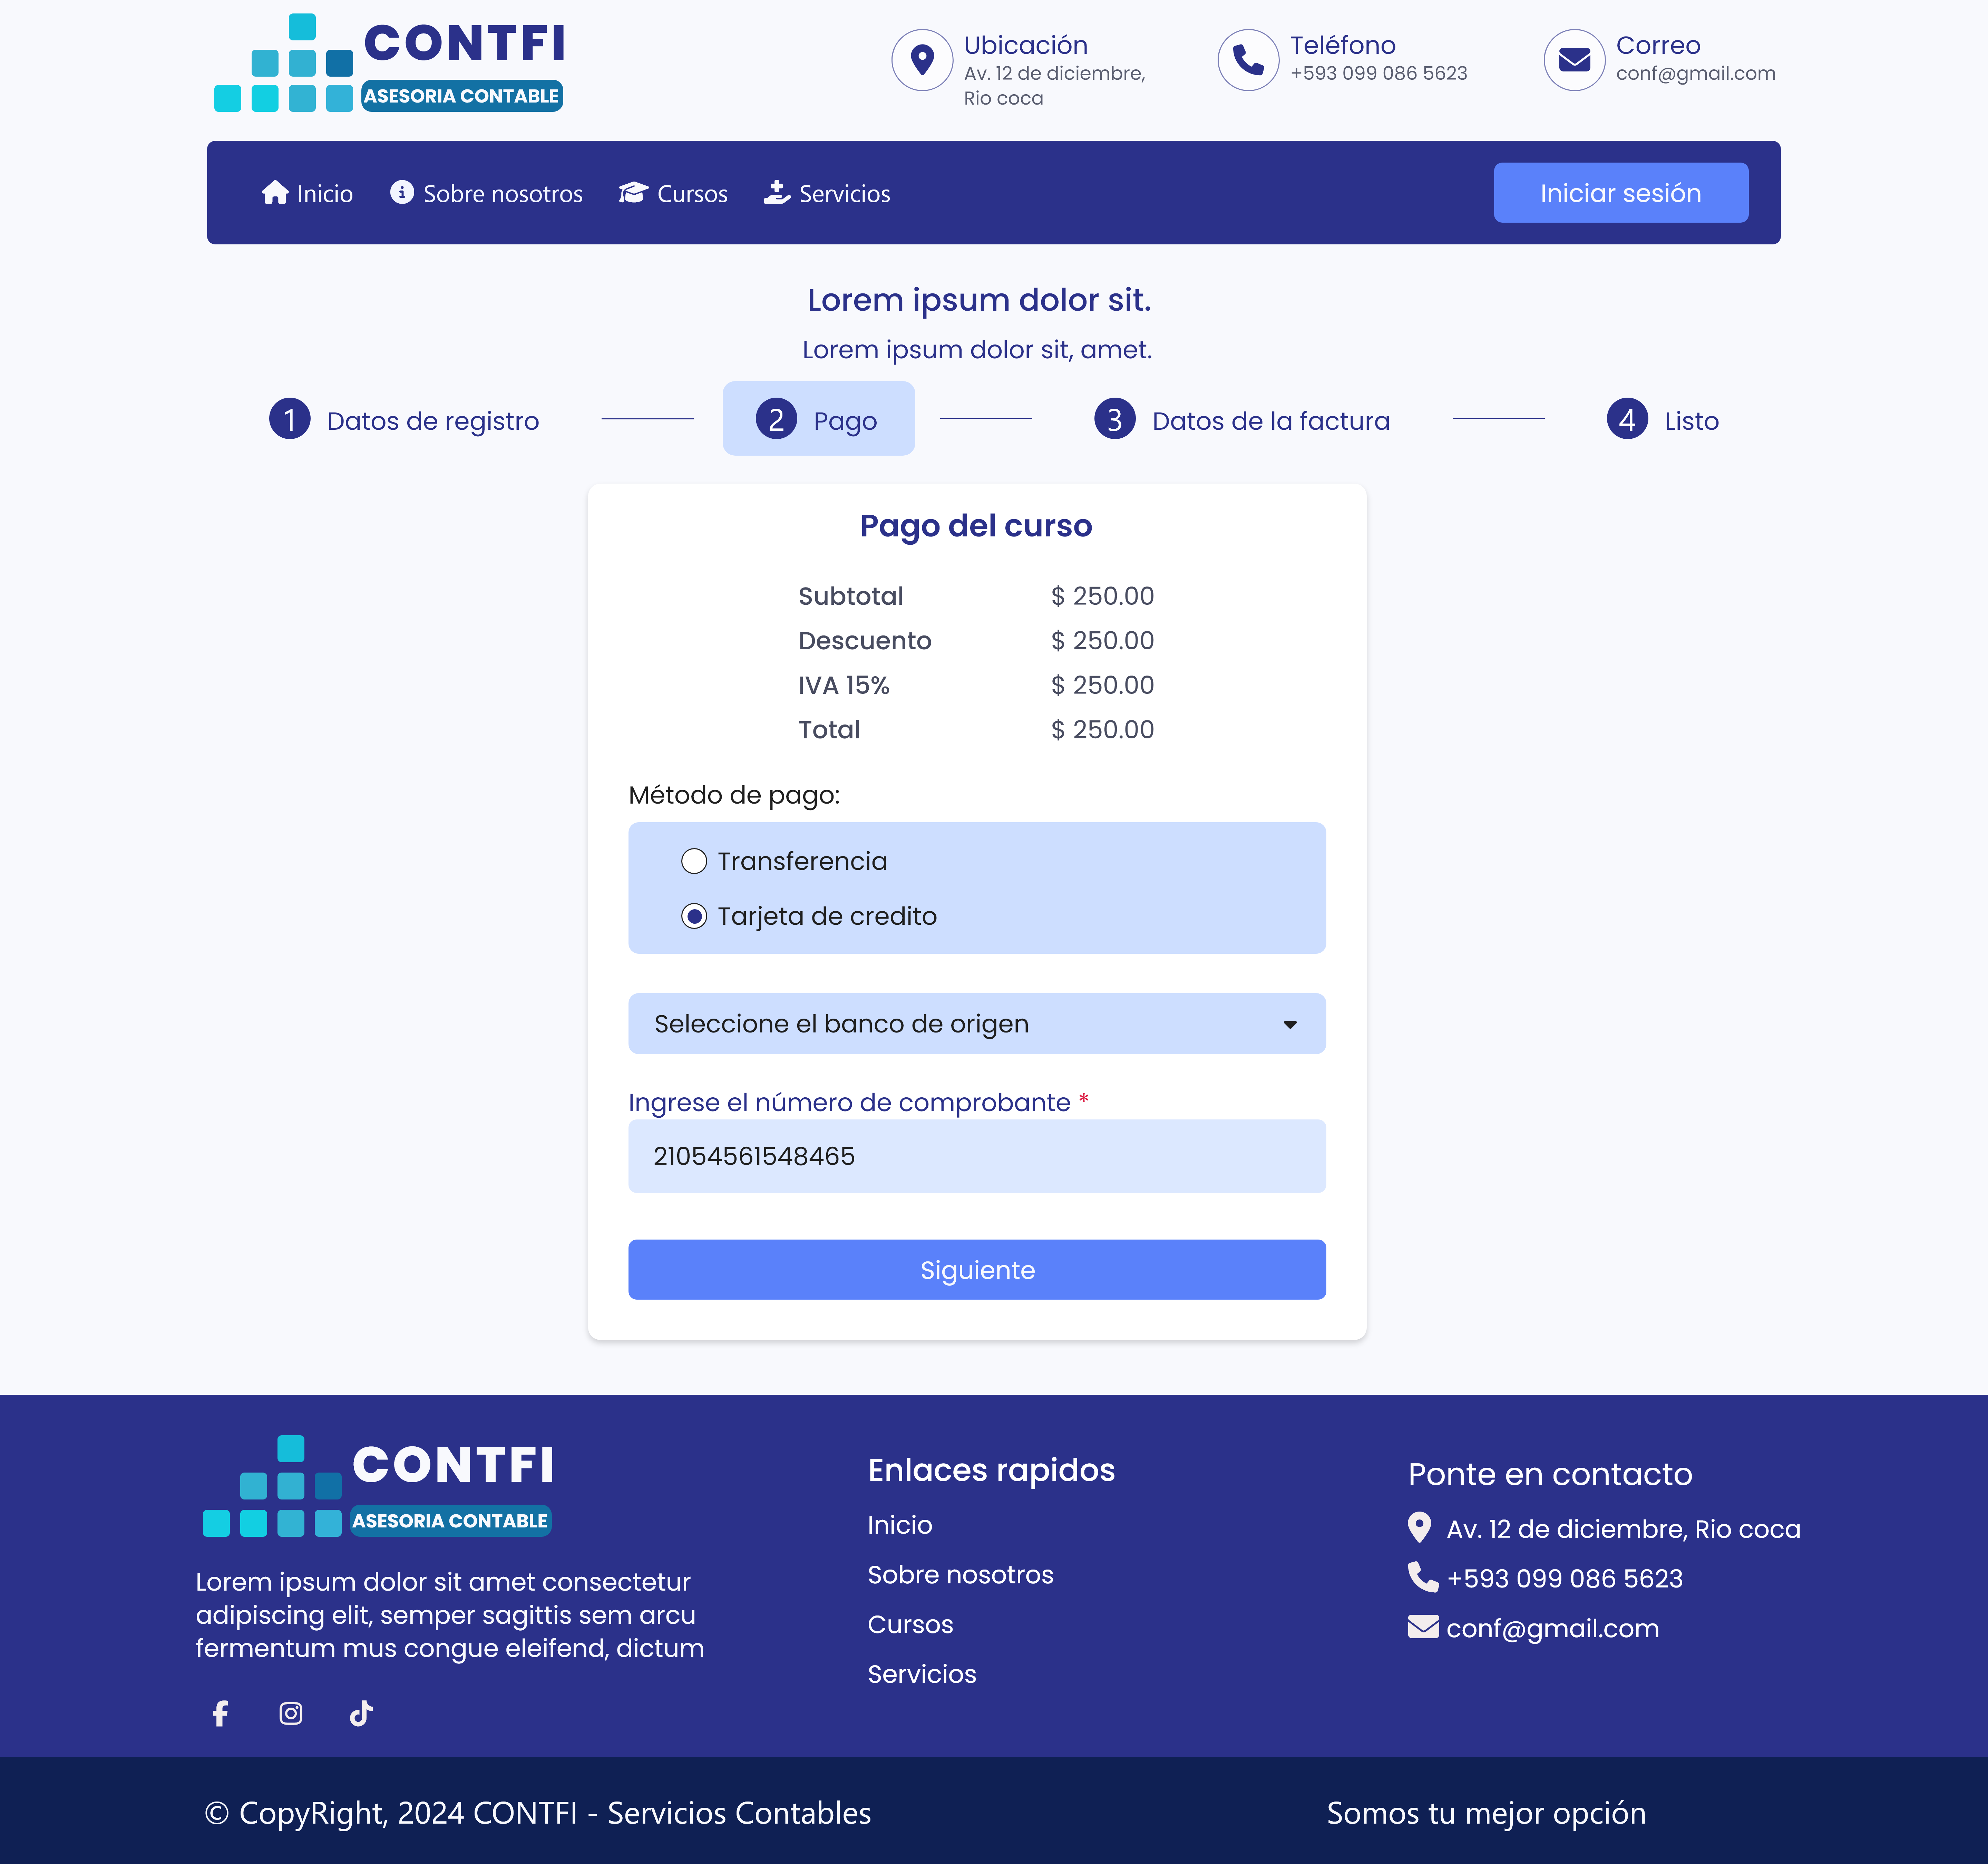 CONTFI
ASESORIA CONTABLE
Ubicación
Av. 12 de diciembre,
Rio coca
Teléfono
+593 099 086 5623
Correo
conf@gmail.com
Inicio
Sobre nosotros
Cursos
Servicios
Iniciar sesión
Lorem ipsum dolor sit.
Lorem ipsum dolor sit, amet.
1 Datos de registro
2 Pago
3 Datos de la factura
4 Listo
Pago del curso
Subtotal $ 250.00
Descuento $ 250.00
IVA 15% $ 250.00
Total $ 250.00
Método de pago:
Transferencia
Tarjeta de credito
Seleccione el banco de origen
Ingrese el número de comprobante *
21054561548465
Siguiente
CONTFI
ASESORIA CONTABLE
Lorem ipsum dolor sit amet consectetur
adipiscing elit, semper sagittis sem arcu
fermentum mus congue eleifend, dictum
Enlaces rapidos
Inicio
Sobre nosotros
Cursos
Servicios
Ponte en contacto
Av. 12 de diciembre, Rio coca
+593 099 086 5623
conf@gmail.com
© CopyRight, 2024 CONTFI - Servicios Contables
Somos tu mejor opción